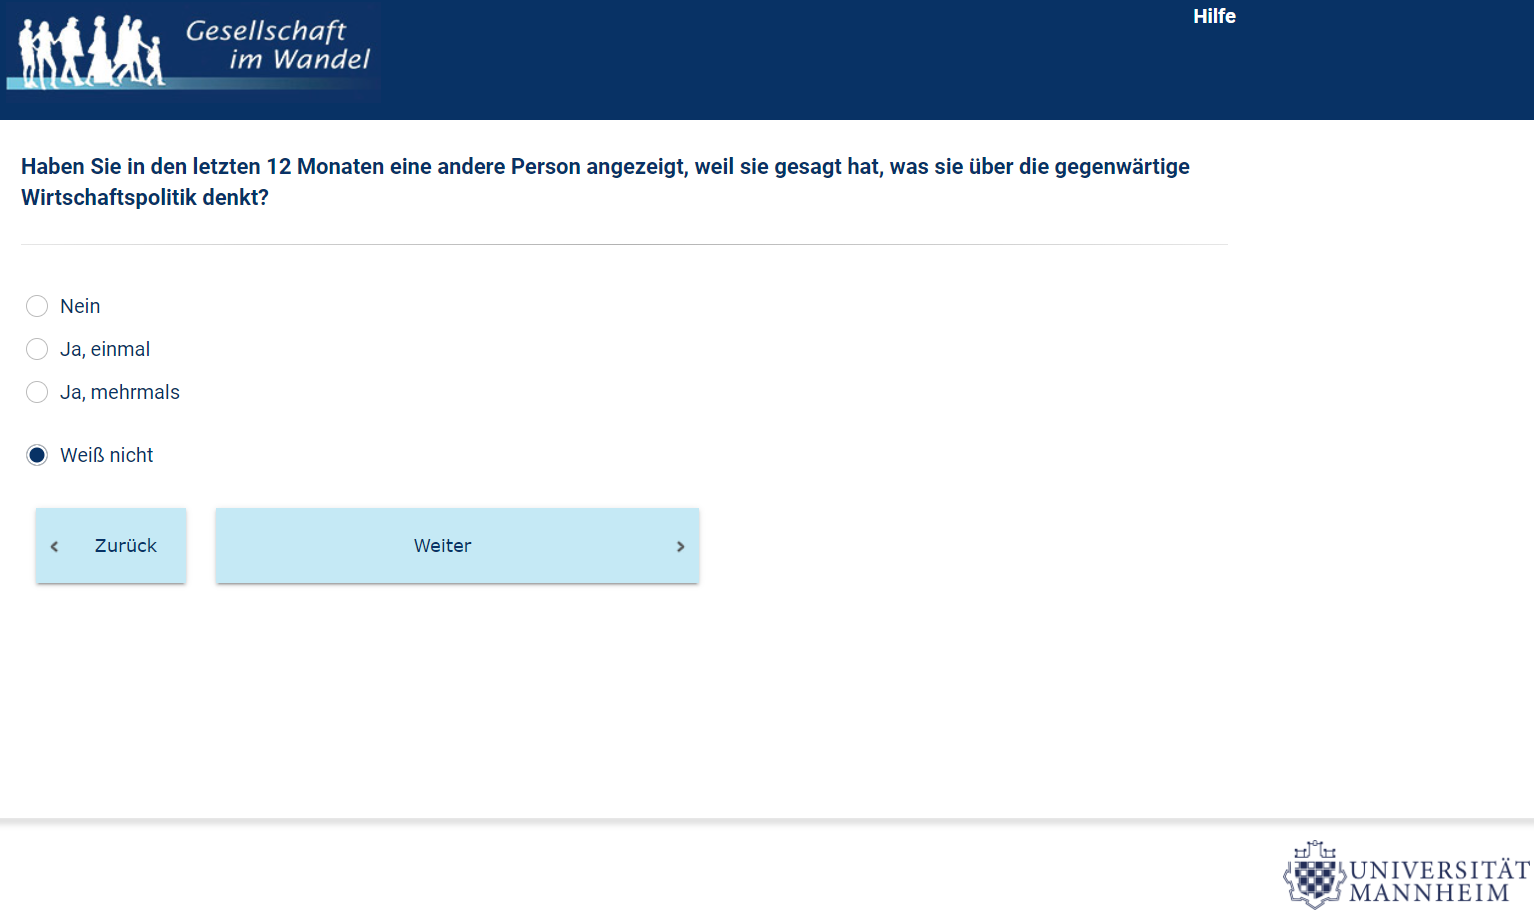 Gesellschaft
im Wandel
Hilfe
Haben Sie in den letzten 12 Monaten eine andere Person angezeigt, weil sie gesagt hat, was sie über die gegenwärtige
Wirtschaftspolitik denkt?
Nein
Ja, einmal
Ja, mehrmals
Weiß nicht
Zurück
Weiter
UNIVERSITÄT
MANNHEIM